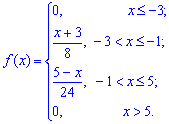 f(x) = { 0, x ≤ −3;
(x + 3)/8, −3 < x ≤ −1;
(5 − x)/24, −1 < x ≤ 5;
0, x > 5.